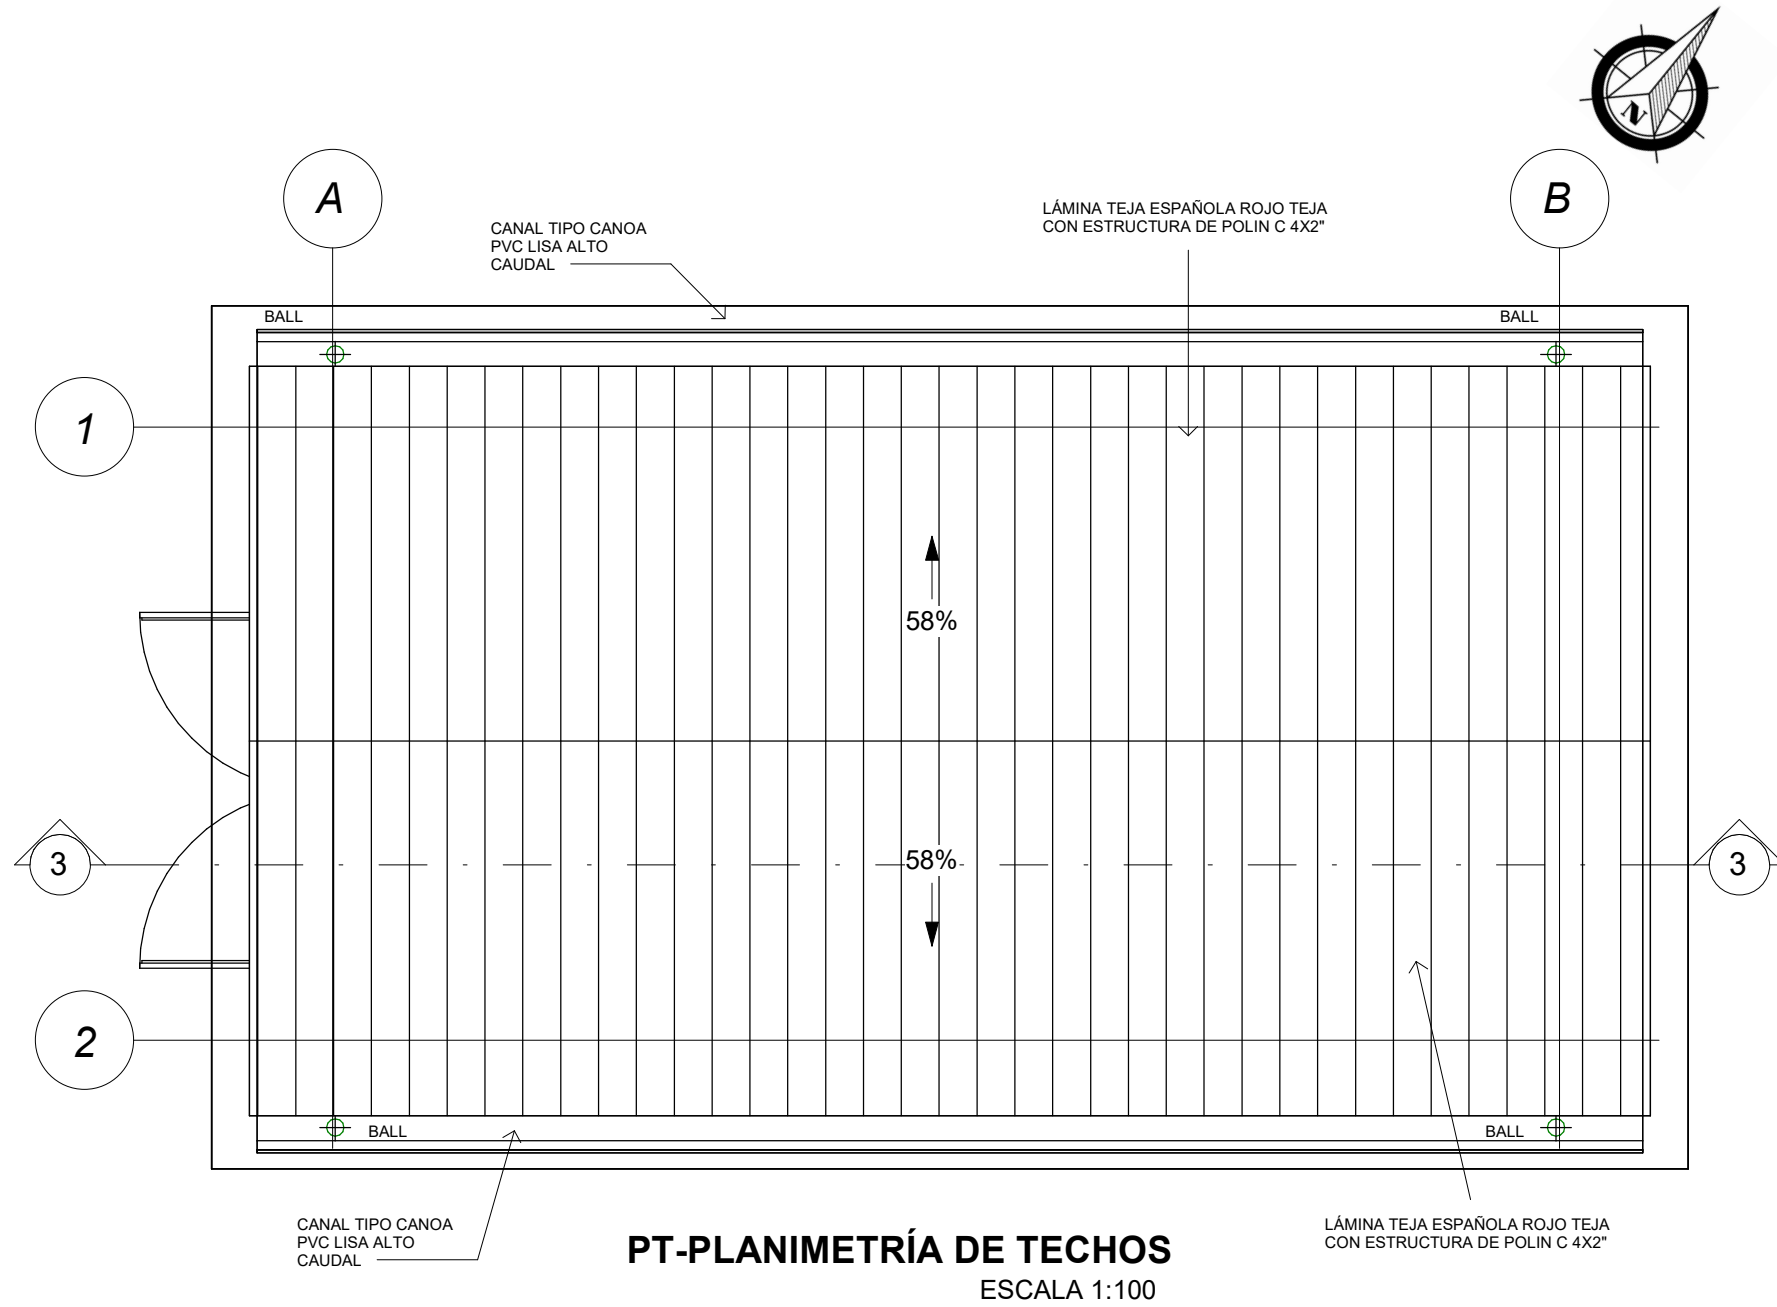 N
A
B
CANAL TIPO CANOA
PVC LISA ALTO
CAUDAL
LÁMINA TEJA ESPAÑOLA ROJO TEJA
CON ESTRUCTURA DE POLIN C 4X2"
BALL
BALL
1
58%
58%
3
3
2
BALL
BALL
CANAL TIPO CANOA
PVC LISA ALTO
CAUDAL
LÁMINA TEJA ESPAÑOLA ROJO TEJA
CON ESTRUCTURA DE POLIN C 4X2"
PT-PLANIMETRÍA DE TECHOS
ESCALA 1:100